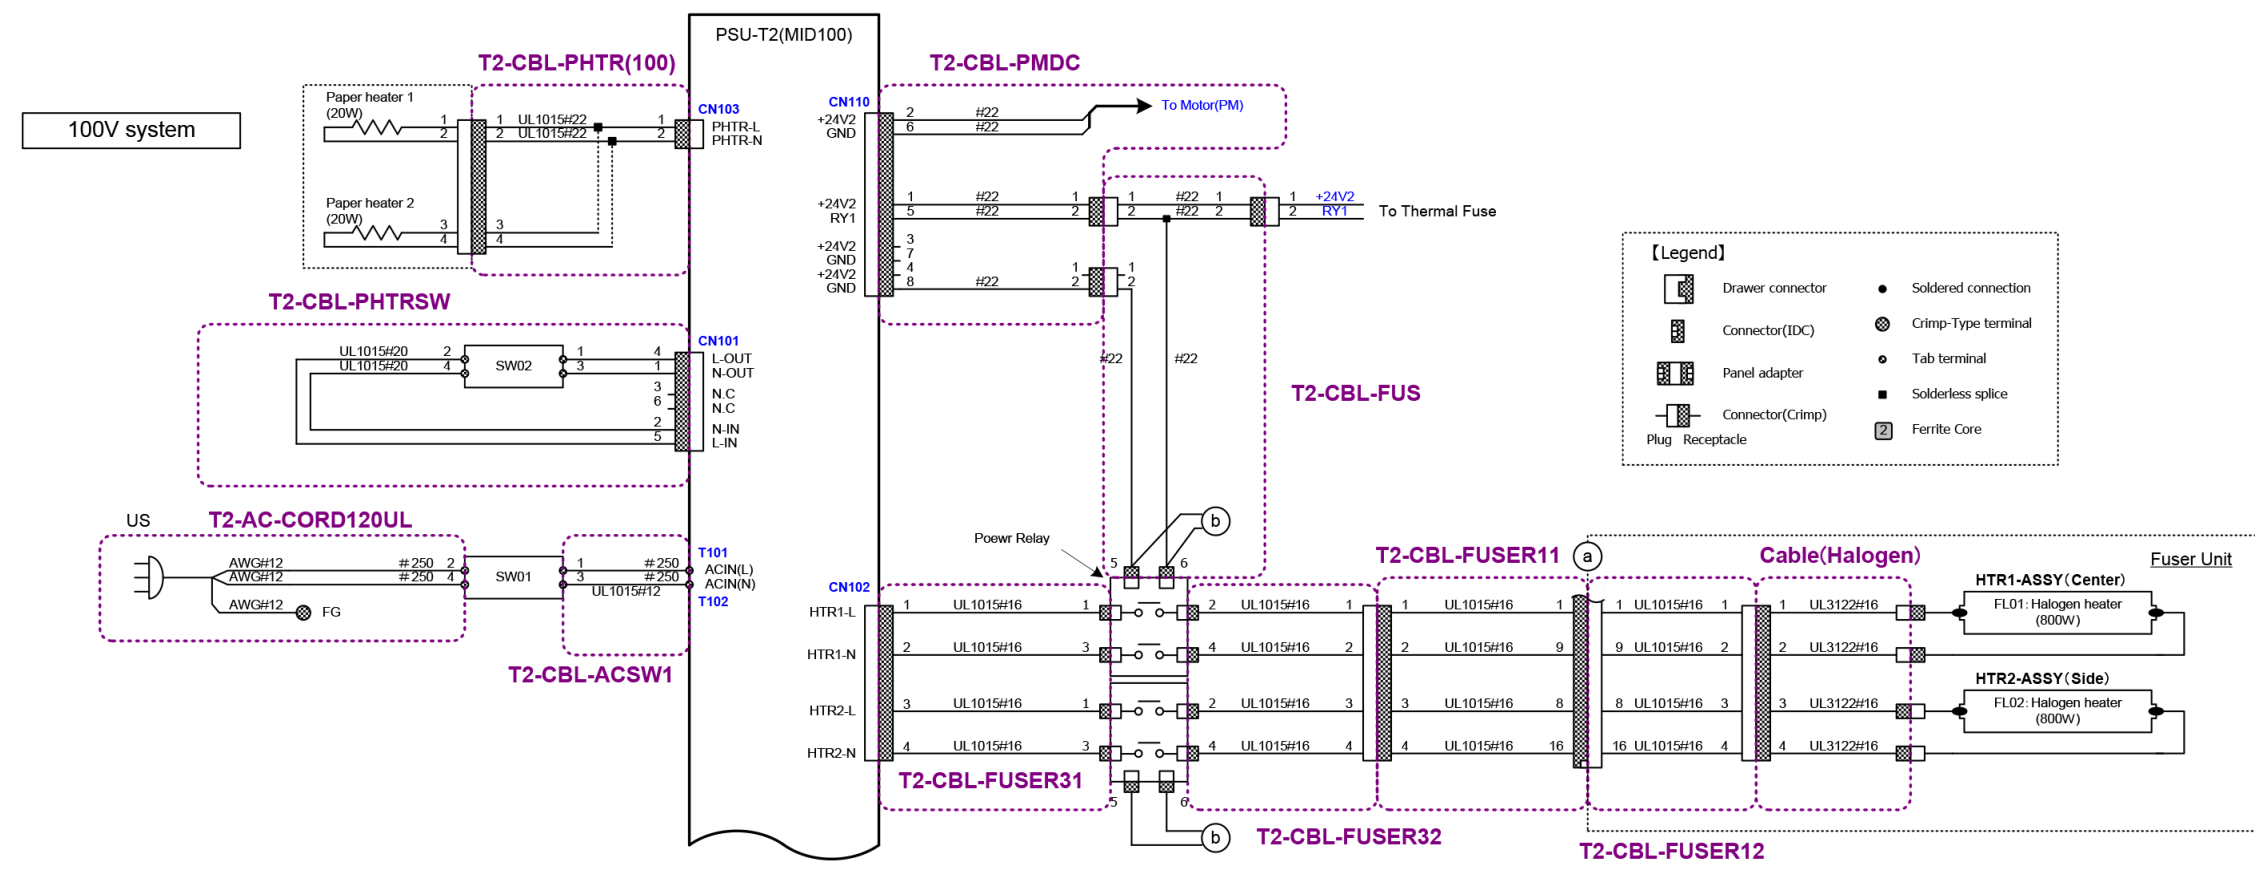 100V system
PSU-T2(MID100)
T2-CBL-PHTR(100)
Paper heater 1
(20W)
1
2
1 UL1015#22 1
2 UL1015#22 2
CN103
PHTR-L
PHTR-N
Paper heater 2
(20W)
3
4
3
4
T2-CBL-PHTRSW
UL1015#20 2
UL1015#20 4
SW02
1 4
3 1
3
6
2
5
CN101
L-OUT
N-OUT
N.C
N.C
N-IN
L-IN
US
T2-AC-CORD120UL
AWG#12 #250 2
AWG#12 #250 4
AWG#12
FG
SW01
1 #250
3 #250
UL1015#12
T101
ACIN(L)
ACIN(N)
T102
T2-CBL-ACSW1
T2-CBL-PMDC
CN110
+24V2 2 #22
GND 6 #22
To Motor(PM)
+24V2 1 #22 1 1 #22 1 1 +24V2
RY1 5 #22 2 2 #22 2 2 RY1
To Thermal Fuse
+24V2 3
GND 7
+24V2 4 1 1
GND 8 #22 2 2
#22 #22
T2-CBL-FUS
b
Poewr Relay
5 6
CN102
HTR1-L 1 UL1015#16 1 2 UL1015#16 1 1 UL1015#16 1 1 UL1015#16 1 1 UL3122#16
HTR1-N 2 UL1015#16 3 4 UL1015#16 2 2 UL1015#16 9 9 UL1015#16 2 2 UL3122#16
HTR2-L 3 UL1015#16 1 2 UL1015#16 3 3 UL1015#16 8 8 UL1015#16 3 3 UL3122#16
HTR2-N 4 UL1015#16 3 4 UL1015#16 4 4 UL1015#16 16 16 UL1015#16 4 4 UL3122#16
T2-CBL-FUSER31
5 6
b
T2-CBL-FUSER32
T2-CBL-FUSER11
a
T2-CBL-FUSER12
Cable(Halogen)
Fuser Unit
HTR1-ASSY(Center)
FL01: Halogen heater
(800W)
HTR2-ASSY(Side)
FL02: Halogen heater
(800W)
【Legend】
Drawer connector
Connector(IDC)
Panel adapter
Connector(Crimp)
Plug Receptacle
Soldered connection
Crimp-Type terminal
Tab terminal
Solderless splice
2 Ferrite Core